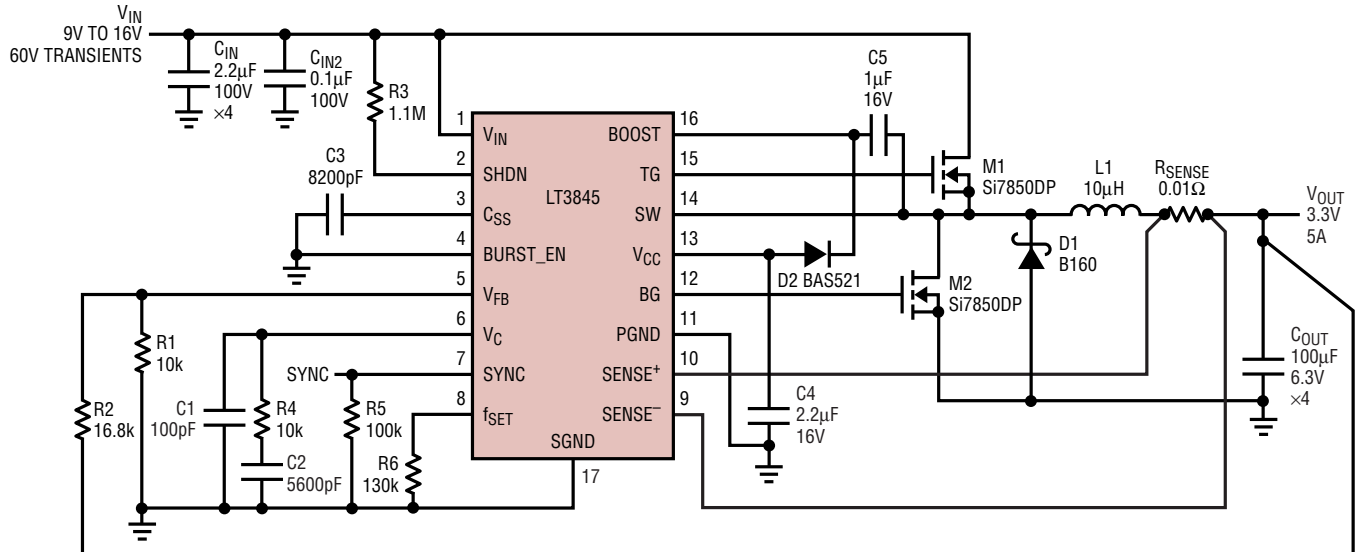 VIN
9V TO 16V
60V TRANSIENTS
CIN
2.2µF
100V
×4
CIN2
0.1µF
100V
R3
1.1M
C3
8200pF
C5
1µF
16V
LT3845
1
VIN
2
SHDN
3
CSS
4
BURST_EN
5
VFB
6
VC
7
SYNC
8
fSET
SGND
17
16
BOOST
15
TG
14
SW
13
VCC
12
BG
11
PGND
10
SENSE+
9
SENSE–
M1
Si7850DP
L1
10µH
RSENSE
0.01Ω
VOUT
3.3V
5A
D1
B160
D2 BAS521
M2
Si7850DP
COUT
100µF
6.3V
×4
C4
2.2µF
16V
R1
10k
R2
16.8k
C1
100pF
R4
10k
C2
5600pF
SYNC
R5
100k
R6
130k